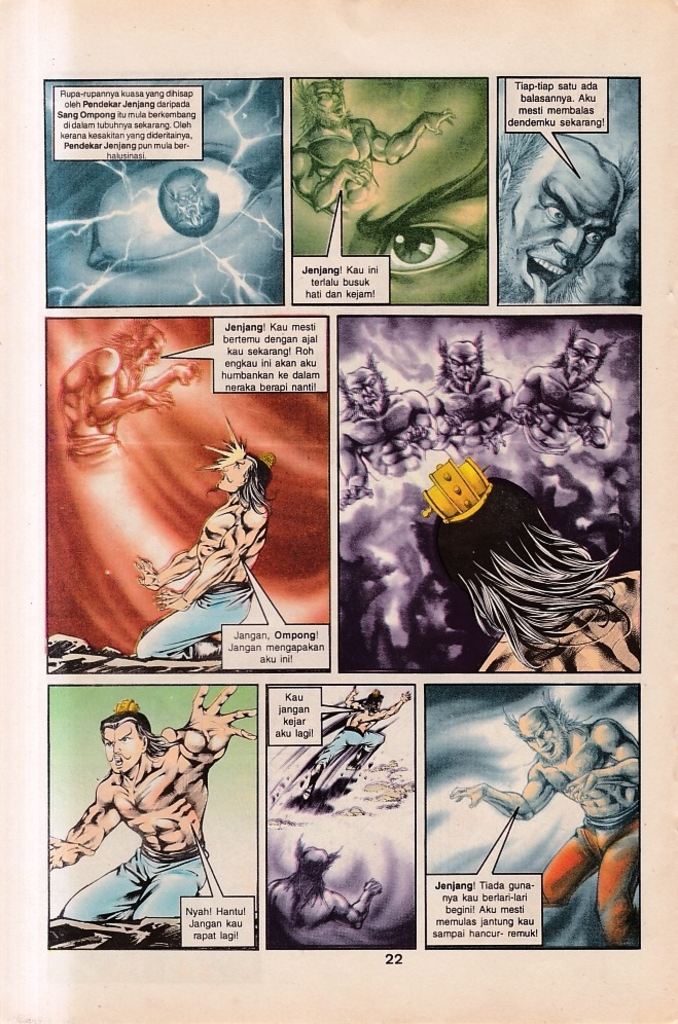 Rupa-rupannya kuasa yang dihisap
oleh Pendekar Jenjang daripada
Sang Ompong itu mula berkembang
di dalam tubuhnya sekarang. Oleh
kerana kesakitan yang dideritainya,
Pendekar Jenjang pun mula ber-
halusinasi.
Jenjang! Kau ini
terlalu busuk
hati dan kejam!
Tiap-tiap satu ada
balasannya. Aku
mesti membalas
dendemku sekarang!
Jenjang! Kau mesti
bertemu dengan ajal
kau sekarang! Roh
engkau ini akan aku
humbankan ke dalam
neraka berapi nanti!
Jangan, Ompong!
Jangan mengapakan
aku ini!
Nyah! Hantu!
Jangan kau
rapat lagi!
Kau
jangan
kejar
aku lagi!
Jenjang! Tiada guna-
nya kau berlari-lari
begini! Aku mesti
memulas jantung kau
sampai hancur- remuk!
22